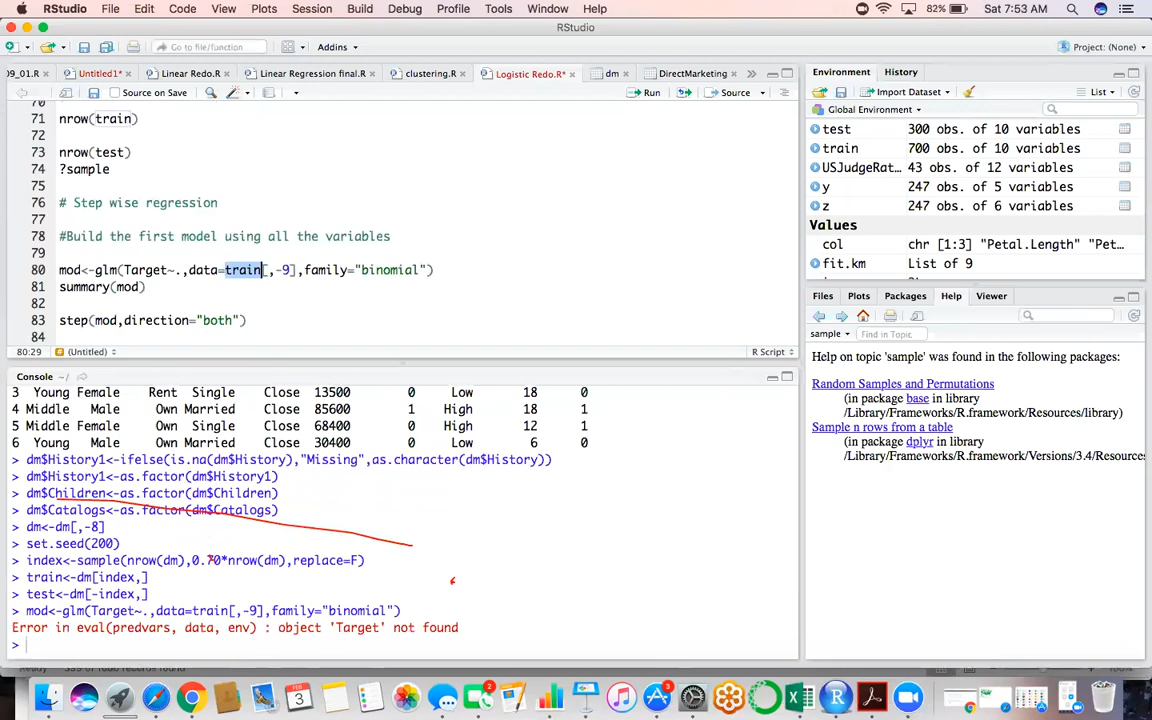 RStudio File Edit Code View Plots Session Build Debug Profile Tools Window Help 82% Sat 7:53 AM
RStudio
Go to file/function Addins Project: (None)
09_01.R Untitled1* Linear Redo.R Linear Regression final.R clustering.R Logistic Redo.R* dm DirectMarketing
Source on Save Run Source
70
71 nrow(train)
72
73 nrow(test)
74 ?sample
75
76 # Step wise regression
77
78 #Build the first model using all the variables
79
80 mod<-glm(Target~.,data=train[,-9],family="binomial")
81 summary(mod)
82
83 step(mod,direction="both")
84
80:29 (Untitled) R Script
Console ~/
3 Young Female Rent Single Close 13500 0 Low 18 0
4 Middle Male Own Married Close 85600 1 High 18 1
5 Middle Female Own Single Close 68400 0 High 12 1
6 Young Male Own Married Close 30400 0 Low 6 0
> dm$History1<-ifelse(is.na(dm$History),"Missing",as.character(dm$History))
> dm$History1<-as.factor(dm$History1)
> dm$Children<-as.factor(dm$Children)
> dm$Catalogs<-as.factor(dm$Catalogs)
> dm<-dm[,-8]
> set.seed(200)
> index<-sample(nrow(dm),0.70*nrow(dm),replace=F)
> train<-dm[index,]
> test<-dm[-index,]
> mod<-glm(Target~.,data=train[,-9],family="binomial")
Error in eval(predvars, data, env) : object 'Target' not found
>
Environment History
Import Dataset List
Global Environment
test 300 obs. of 10 variables
train 700 obs. of 10 variables
USJudgeRat… 43 obs. of 12 variables
y 247 obs. of 5 variables
z 247 obs. of 6 variables
Values
col chr [1:3] "Petal.Length" "Pet…
fit.km List of 9
Files Plots Packages Help Viewer
sample Find in Topic
Help on topic 'sample' was found in the following packages:
Random Samples and Permutations
(in package base in library
/Library/Frameworks/R.framework/Resources/library)
Sample n rows from a table
(in package dplyr in library
/Library/Frameworks/R.framework/Versions/3.4/Resources
MAR
3
2
3